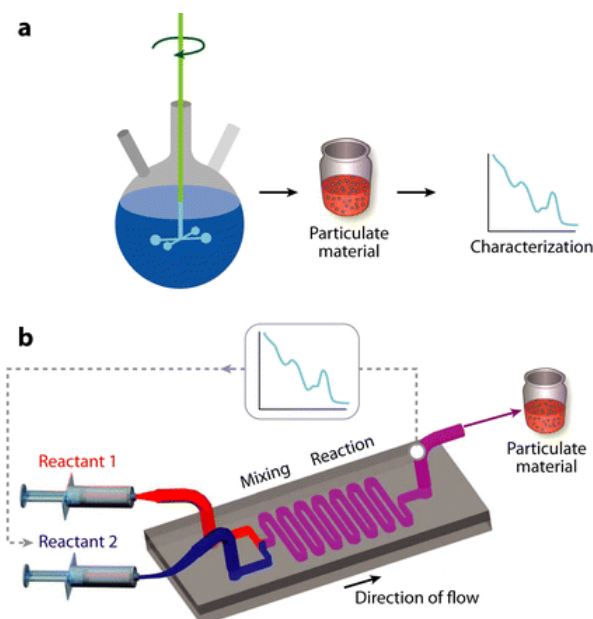 a
Particulate
material
Characterization
b
Reactant 1
Mixing Reaction
Particulate
material
Reactant 2
Direction of flow